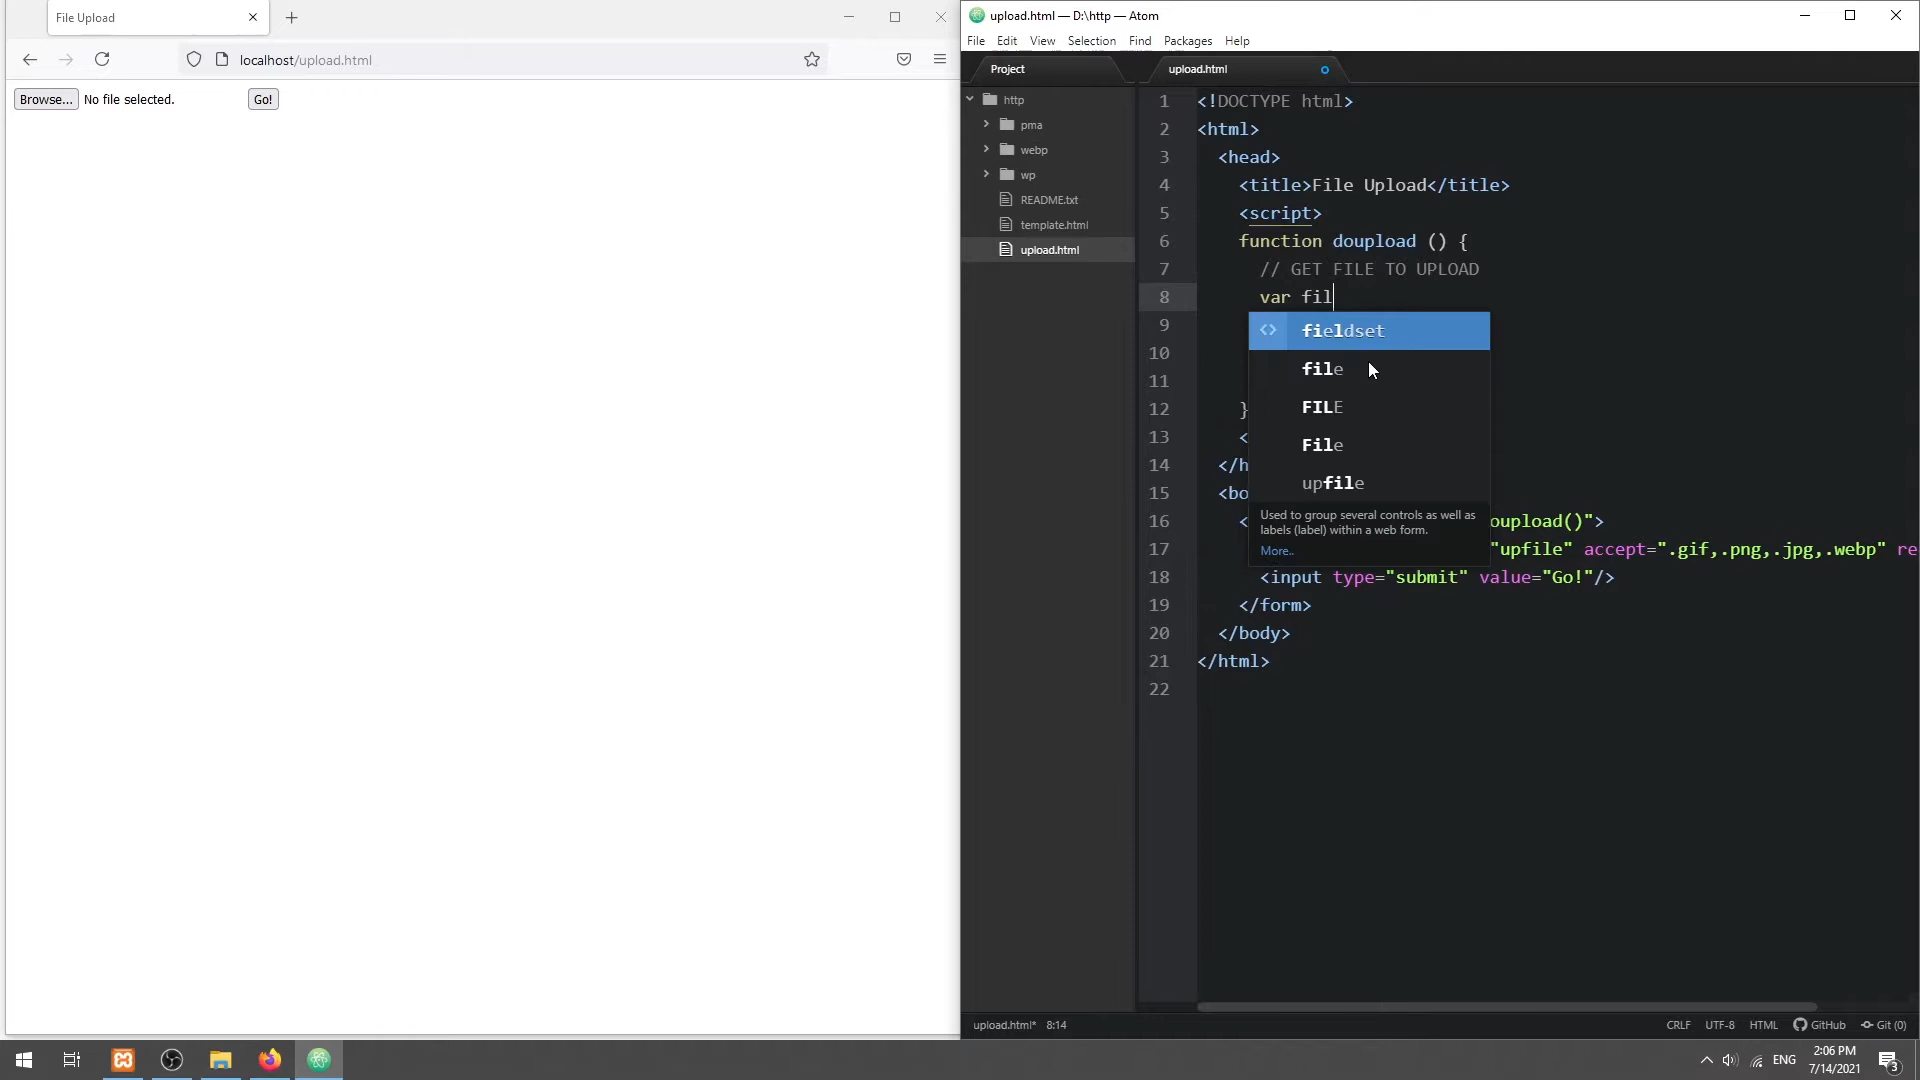 File Upload
localhost/upload.html
Browse... No file selected. Go!
upload.html — D:\http — Atom
File Edit View Selection Find Packages Help
Project
http
pma
webp
wp
README.txt
template.html
upload.html
upload.html
1 <!DOCTYPE html>
2 <html>
3 <head>
4 <title>File Upload</title>
5 <script>
6 function doupload () {
7 // GET FILE TO UPLOAD
8 var fil
9
10
11
12 }
13 <
14 </h
15 <bo
16 < oupload()">
17 "upfile" accept=".gif,.png,.jpg,.webp" re
18 <input type="submit" value="Go!"/>
19 </form>
20 </body>
21 </html>
22
<> fieldset
file
FILE
File
upfile
Used to group several controls as well as
labels (label) within a web form.
More..
upload.html* 8:14
CRLF UTF-8 HTML GitHub Git (0)
ENG
2:06 PM
7/14/2021
3